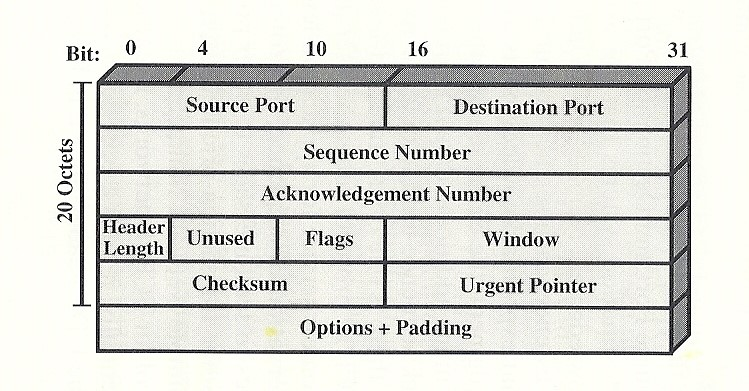 Bit: 0 4 10 16 31
Source Port Destination Port
Sequence Number
20 Octets
Acknowledgement Number
Header
Length Unused Flags Window
Checksum Urgent Pointer
Options + Padding